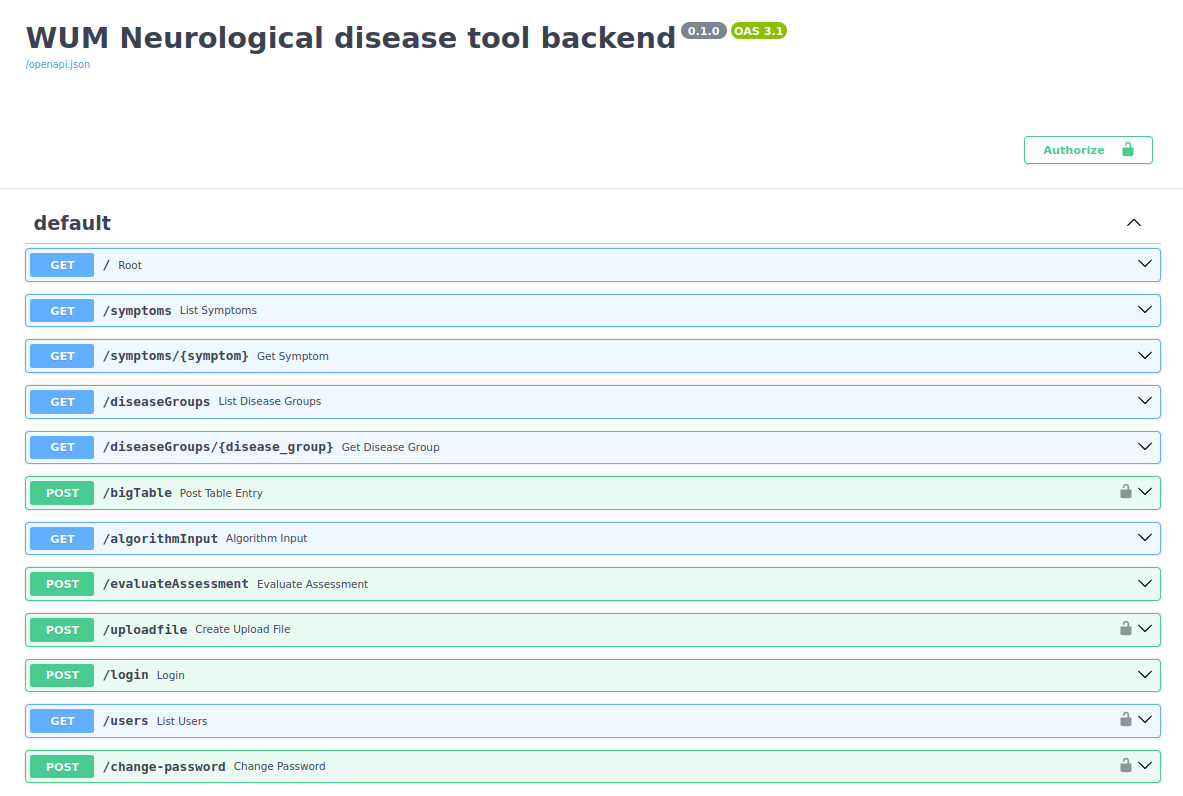 WUM Neurological disease tool backend 0.1.0 OAS 3.1
/openapi.json
Authorize
default
GET / Root
GET /symptoms List Symptoms
GET /symptoms/{symptom} Get Symptom
GET /diseaseGroups List Disease Groups
GET /diseaseGroups/{disease_group} Get Disease Group
POST /bigTable Post Table Entry
GET /algorithmInput Algorithm Input
POST /evaluateAssessment Evaluate Assessment
POST /uploadfile Create Upload File
POST /login Login
GET /users List Users
POST /change-password Change Password